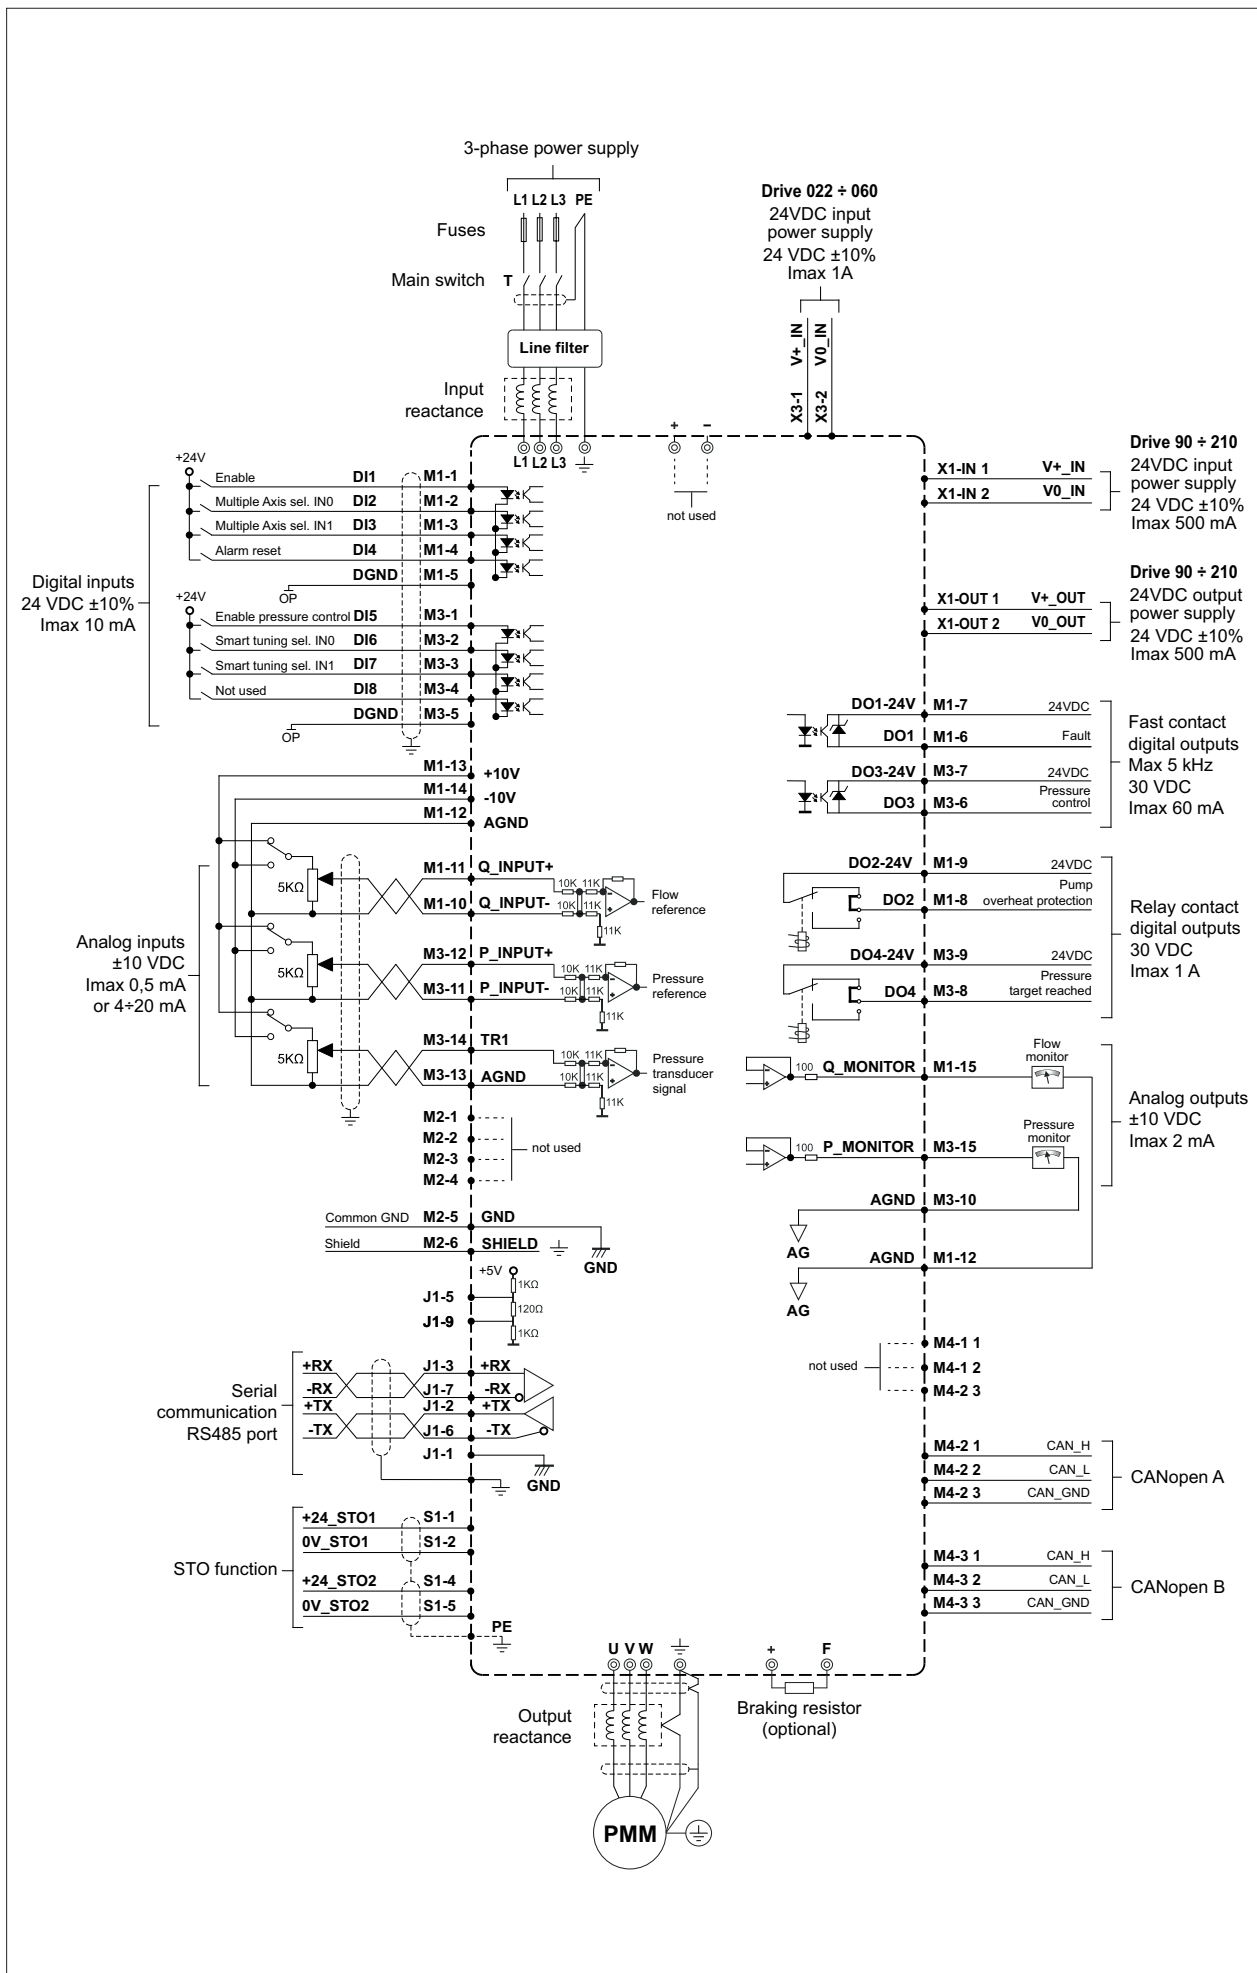 3-phase power supply
L1 L2 L3 PE
Fuses
Main switch T
Line filter
Input
reactance
L1 L2 L3
+ –
not used
Drive 022 ÷ 060
24VDC input
power supply
24 VDC ±10%
Imax 1A
X3-1 V+_IN
X3-2 V0_IN
Drive 90 ÷ 210
24VDC input
power supply
24 VDC ±10%
Imax 500 mA
X1-IN 1 V+_IN
X1-IN 2 V0_IN
Drive 90 ÷ 210
24VDC output
power supply
24 VDC ±10%
Imax 500 mA
X1-OUT 1 V+_OUT
X1-OUT 2 V0_OUT
Digital inputs
24 VDC ±10%
Imax 10 mA
+24V
Enable DI1 M1-1
Multiple Axis sel. IN0 DI2 M1-2
Multiple Axis sel. IN1 DI3 M1-3
Alarm reset DI4 M1-4
DGND M1-5
OP
+24V
Enable pressure control DI5 M3-1
Smart tuning sel. IN0 DI6 M3-2
Smart tuning sel. IN1 DI7 M3-3
Not used DI8 M3-4
DGND M3-5
OP
DO1-24V M1-7 24VDC
DO1 M1-6 Fault
DO3-24V M3-7 24VDC
DO3 M3-6 Pressure
control
Fast contact
digital outputs
Max 5 kHz
30 VDC
Imax 60 mA
M1-13 +10V
M1-14 -10V
M1-12 AGND
Analog inputs
±10 VDC
Imax 0,5 mA
or 4÷20 mA
5KΩ
M1-11 Q_INPUT+
M1-10 Q_INPUT-
10K 11K
10K 11K
11K
Flow
reference
5KΩ
M3-12 P_INPUT+
M3-11 P_INPUT-
10K 11K
10K 11K
11K
Pressure
reference
5KΩ
M3-14 TR1
M3-13 AGND
10K 11K
10K 11K
11K
Pressure
transducer
signal
DO2-24V M1-9 24VDC
Pump
DO2 M1-8 overheat protection
DO4-24V M3-9 24VDC
Pressure
DO4 M3-8 target reached
Relay contact
digital outputs
30 VDC
Imax 1 A
Flow
monitor
100 Q_MONITOR M1-15
Pressure
monitor
100 P_MONITOR M3-15
AGND M3-10
AG
AGND M1-12
AG
Analog outputs
±10 VDC
Imax 2 mA
M2-1
M2-2
M2-3
M2-4
not used
Common GND M2-5 GND
Shield M2-6 SHIELD
GND
+5V
1KΩ
J1-5
120Ω
J1-9
1KΩ
not used
M4-1 1
M4-1 2
M4-2 3
Serial
communication
RS485 port
+RX J1-3 +RX
-RX J1-7 -RX
+TX J1-2 +TX
-TX J1-6 -TX
J1-1
GND
M4-2 1 CAN_H
M4-2 2 CAN_L
M4-2 3 CAN_GND
CANopen A
STO function
+24_STO1 S1-1
0V_STO1 S1-2
+24_STO2 S1-4
0V_STO2 S1-5
PE
M4-3 1 CAN_H
M4-3 2 CAN_L
M4-3 3 CAN_GND
CANopen B
U V W
+ F
Output
reactance
Braking resistor
(optional)
PMM